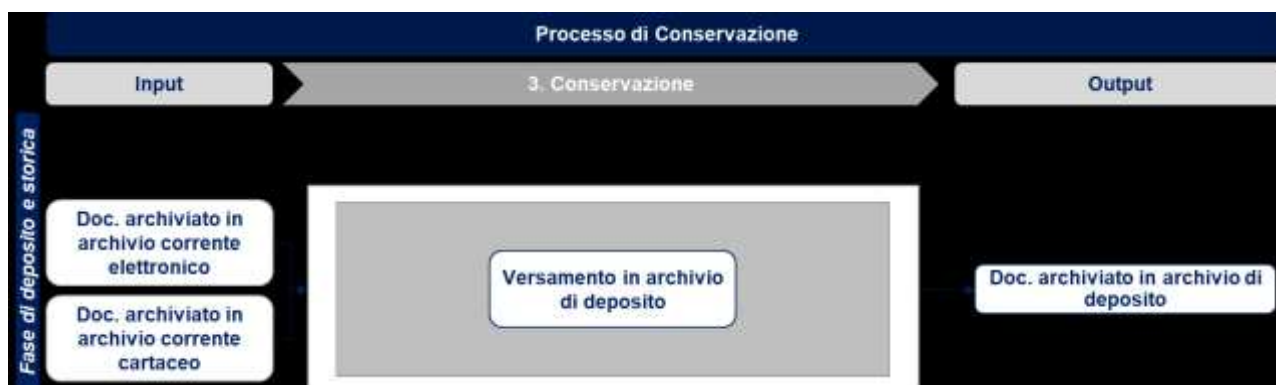 Processo di Conservazione
Input
3. Conservazione
Output
Fase di deposito e storica
Doc. archiviato in
archivio corrente
elettronico
Doc. archiviato in
archivio corrente
cartaceo
Versamento in archivio
di deposito
Doc. archiviato in archivio di
deposito